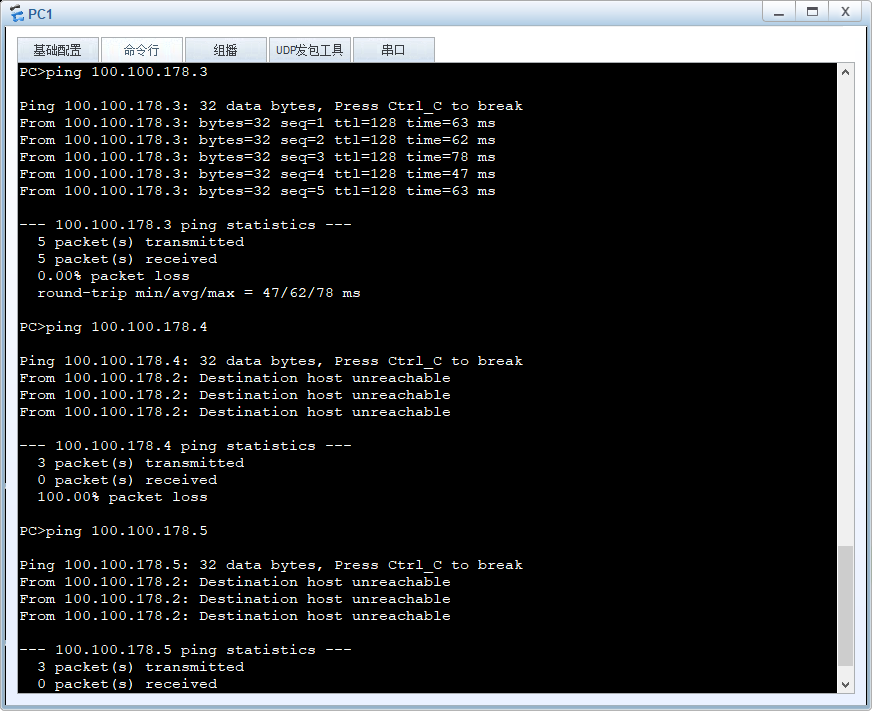 PC1
基础配置 命令行 组播 UDP发包工具 串口
PC>ping 100.100.178.3
Ping 100.100.178.3: 32 data bytes, Press Ctrl_C to break
From 100.100.178.3: bytes=32 seq=1 ttl=128 time=63 ms
From 100.100.178.3: bytes=32 seq=2 ttl=128 time=62 ms
From 100.100.178.3: bytes=32 seq=3 ttl=128 time=78 ms
From 100.100.178.3: bytes=32 seq=4 ttl=128 time=47 ms
From 100.100.178.3: bytes=32 seq=5 ttl=128 time=63 ms
--- 100.100.178.3 ping statistics ---
5 packet(s) transmitted
5 packet(s) received
0.00% packet loss
round-trip min/avg/max = 47/62/78 ms
PC>ping 100.100.178.4
Ping 100.100.178.4: 32 data bytes, Press Ctrl_C to break
From 100.100.178.2: Destination host unreachable
From 100.100.178.2: Destination host unreachable
From 100.100.178.2: Destination host unreachable
--- 100.100.178.4 ping statistics ---
3 packet(s) transmitted
0 packet(s) received
100.00% packet loss
PC>ping 100.100.178.5
Ping 100.100.178.5: 32 data bytes, Press Ctrl_C to break
From 100.100.178.2: Destination host unreachable
From 100.100.178.2: Destination host unreachable
From 100.100.178.2: Destination host unreachable
--- 100.100.178.5 ping statistics ---
3 packet(s) transmitted
0 packet(s) received